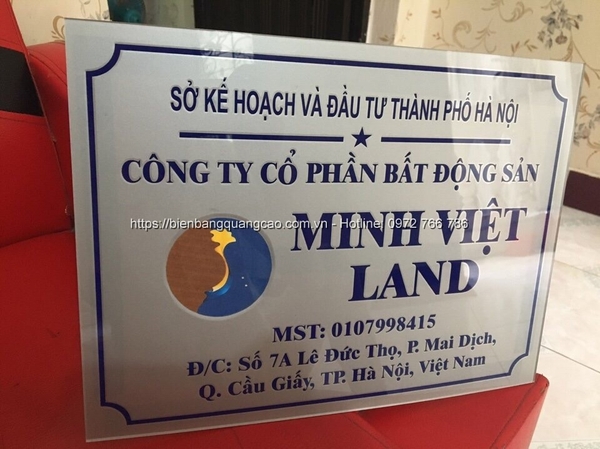 SỞ KẾ HOẠCH VÀ ĐẦU TƯ THÀNH PHỐ HÀ NỘI
CÔNG TY CỔ PHẦN BẤT ĐỘNG SẢN
https://bienbangquangcao.com.vn - Hotline: 0972 766 786
MINH VIỆT
LAND
MST: 0107998415
Đ/C: Số 7A Lê Đức Thọ, P. Mai Dịch,
Q. Cầu Giấy, TP. Hà Nội, Việt Nam